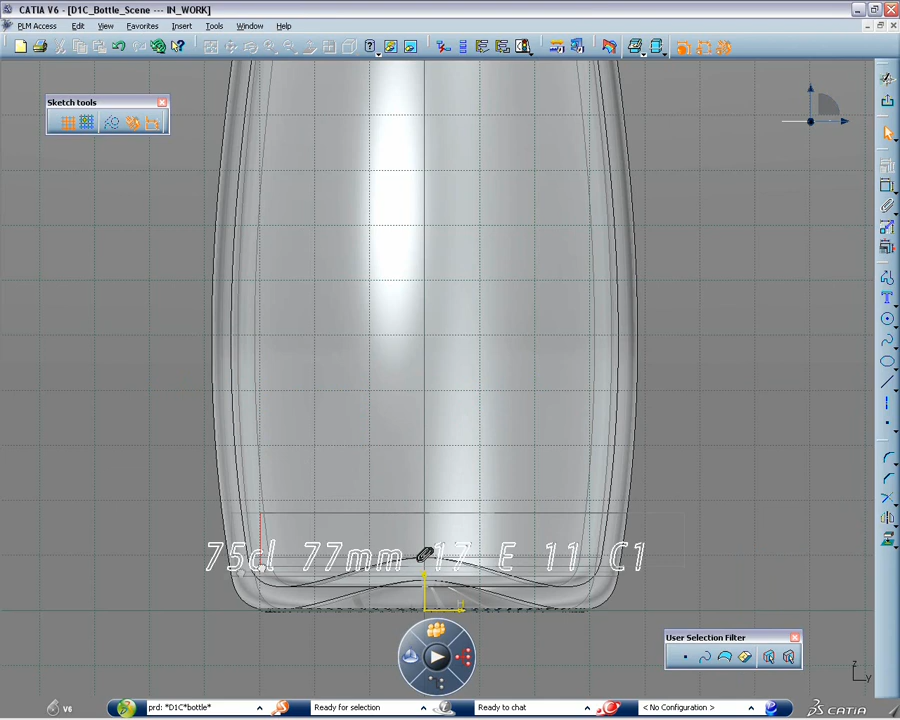 CATIA V6 - [D1C_Bottle_Scene --- IN_WORK]
PLM Access Edit View Favorites Insert Tools Window Help
Sketch tools
75cl 77mm 17 E 11 C1
H
User Selection Filter
z
y
V6 prd: *D1C*bottle* Ready for selection Ready to chat < No Configuration > CATIA